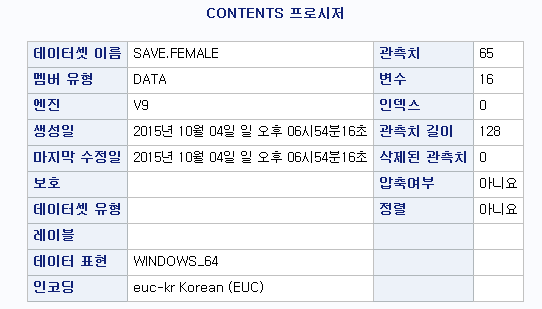 CONTENTS 프로시저
데이터셋 이름 SAVE.FEMALE 관측치 65
멤버 유형 DATA 변수 16
엔진 V9 인덱스 0
생성일 2015년 10월 04일 일 오후 06시54분16초 관측치 길이 128
마지막 수정일 2015년 10월 04일 일 오후 06시54분16초 삭제된 관측치 0
보호 압축여부 아니요
데이터셋 유형 정렬 아니요
레이블
데이터 표현 WINDOWS_64
인코딩 euc-kr Korean (EUC)